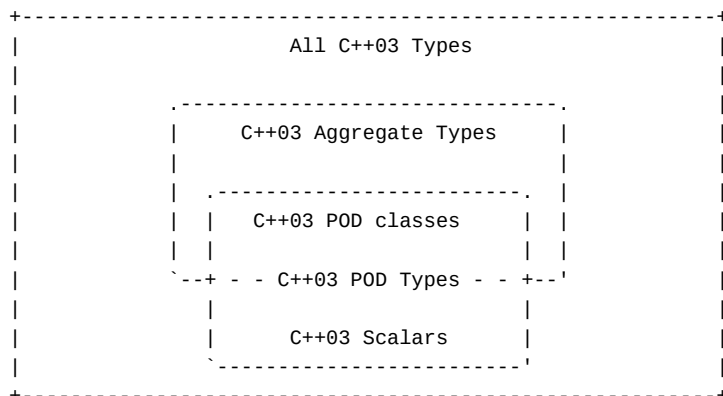 All C++03 Types
C++03 Aggregate Types
C++03 POD classes
C++03 POD Types
C++03 Scalars